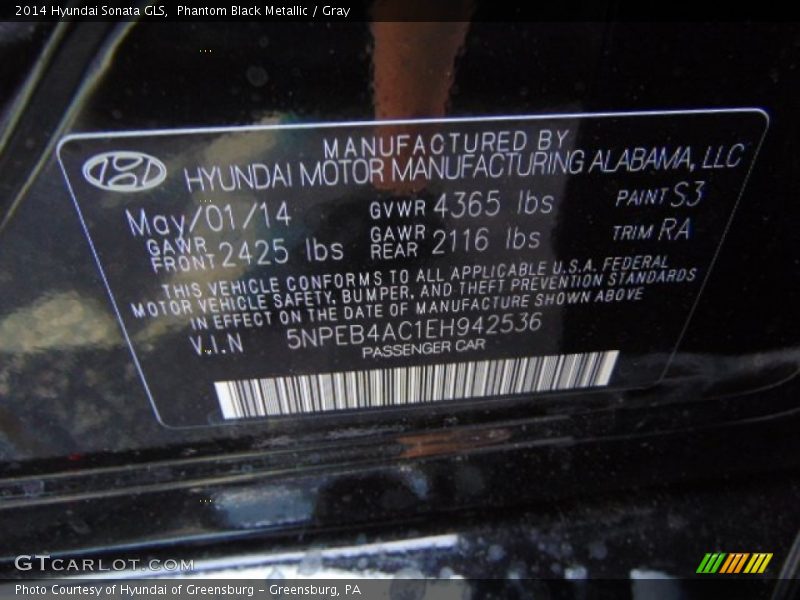 2014 Hyundai Sonata GLS,  Phantom Black Metallic / Gray
MANUFACTURED BY
HYUNDAI MOTOR MANUFACTURING ALABAMA, LLC
May/01/14 GVWR 4365 lbs PAINT S3
GAWR FRONT 2425 lbs GAWR REAR 2116 lbs TRIM RA
THIS VEHICLE CONFORMS TO ALL APPLICABLE U.S.A. FEDERAL
MOTOR VEHICLE SAFETY, BUMPER, AND THEFT PREVENTION STANDARDS
IN EFFECT ON THE DATE OF MANUFACTURE SHOWN ABOVE
V.I.N 5NPEB4AC1EH942536
PASSENGER CAR
GTCARLOT.COM
Photo Courtesy of Hyundai of Greensburg - Greensburg, PA